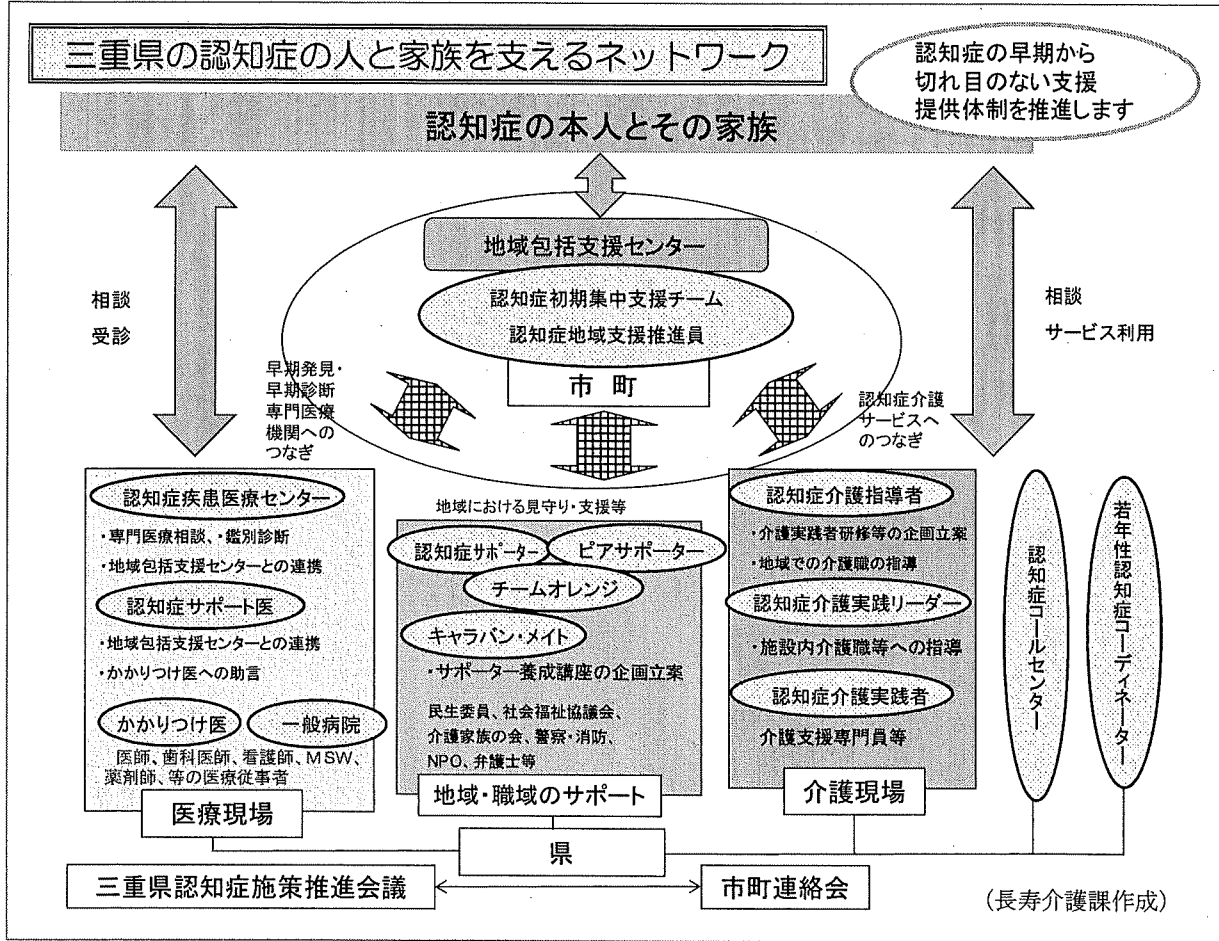 三重県の認知症の人と家族を支えるネットワーク
認知症の早期から
切れ目のない支援
提供体制を推進します
認知症の本人とその家族
地域包括支援センター
認知症初期集中支援チーム
認知症地域支援推進員
市 町
相談
受診
相談
サービス利用
早期発見・
早期診断
専門医療
機関への
つなぎ
認知症介護
サービスへ
のつなぎ
認知症疾患医療センター
・専門医療相談、・鑑別診断
・地域包括支援センターとの連携
認知症サポート医
・地域包括支援センターとの連携
・かかりつけ医への助言
かかりつけ医
一般病院
医師、歯科医師、看護師、MSW、
薬剤師、等の医療従事者
医療現場
地域における見守り・支援等
認知症サポーター
ピアサポーター
チームオレンジ
キャラバン・メイト
・サポーター養成講座の企画立案
民生委員、社会福祉協議会、
介護家族の会、警察・消防、
NPO、弁護士等
地域・職域のサポート
認知症介護指導者
・介護実践者研修等の企画立案
・地域での介護職の指導
認知症介護実践リーダー
・施設内介護職等への指導
認知症介護実践者
介護支援専門員等
介護現場
認知症コールセンター
若年性認知症コーディネーター
県
三重県認知症施策推進会議
市町連絡会
(長寿介護課作成)